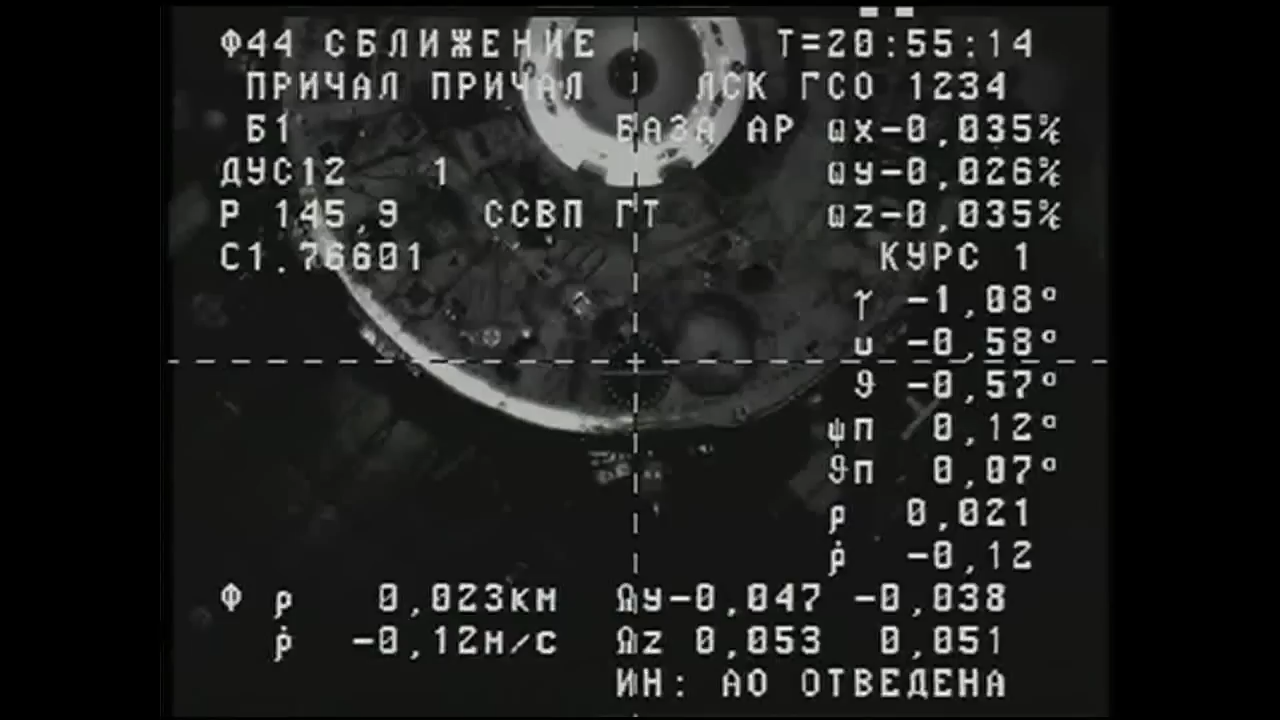 Ф44 СБЛИЖЕНИЕ T=20:55:14
ПРИЧАЛ ПРИЧАЛ ЛСК ГСО 1234
Б1 БАЗА АР ωX-0,035%
ДУС12 1 ωY-0,026%
Р 145,9 ССВП ГТ ωZ-0,035%
С1.76601 КУРС 1
γ -1,08°
υ -0,58°
ϑ -0,57°
ψП 0,12°
ϑП 0,07°
ρ 0,021
ρ̇ -0,12
Ф ρ 0,023км Ωy-0,047 -0,038
ρ̇ -0,12м/с Ωz 0,053 0,051
ИН: АО ОТВЕДЕНА